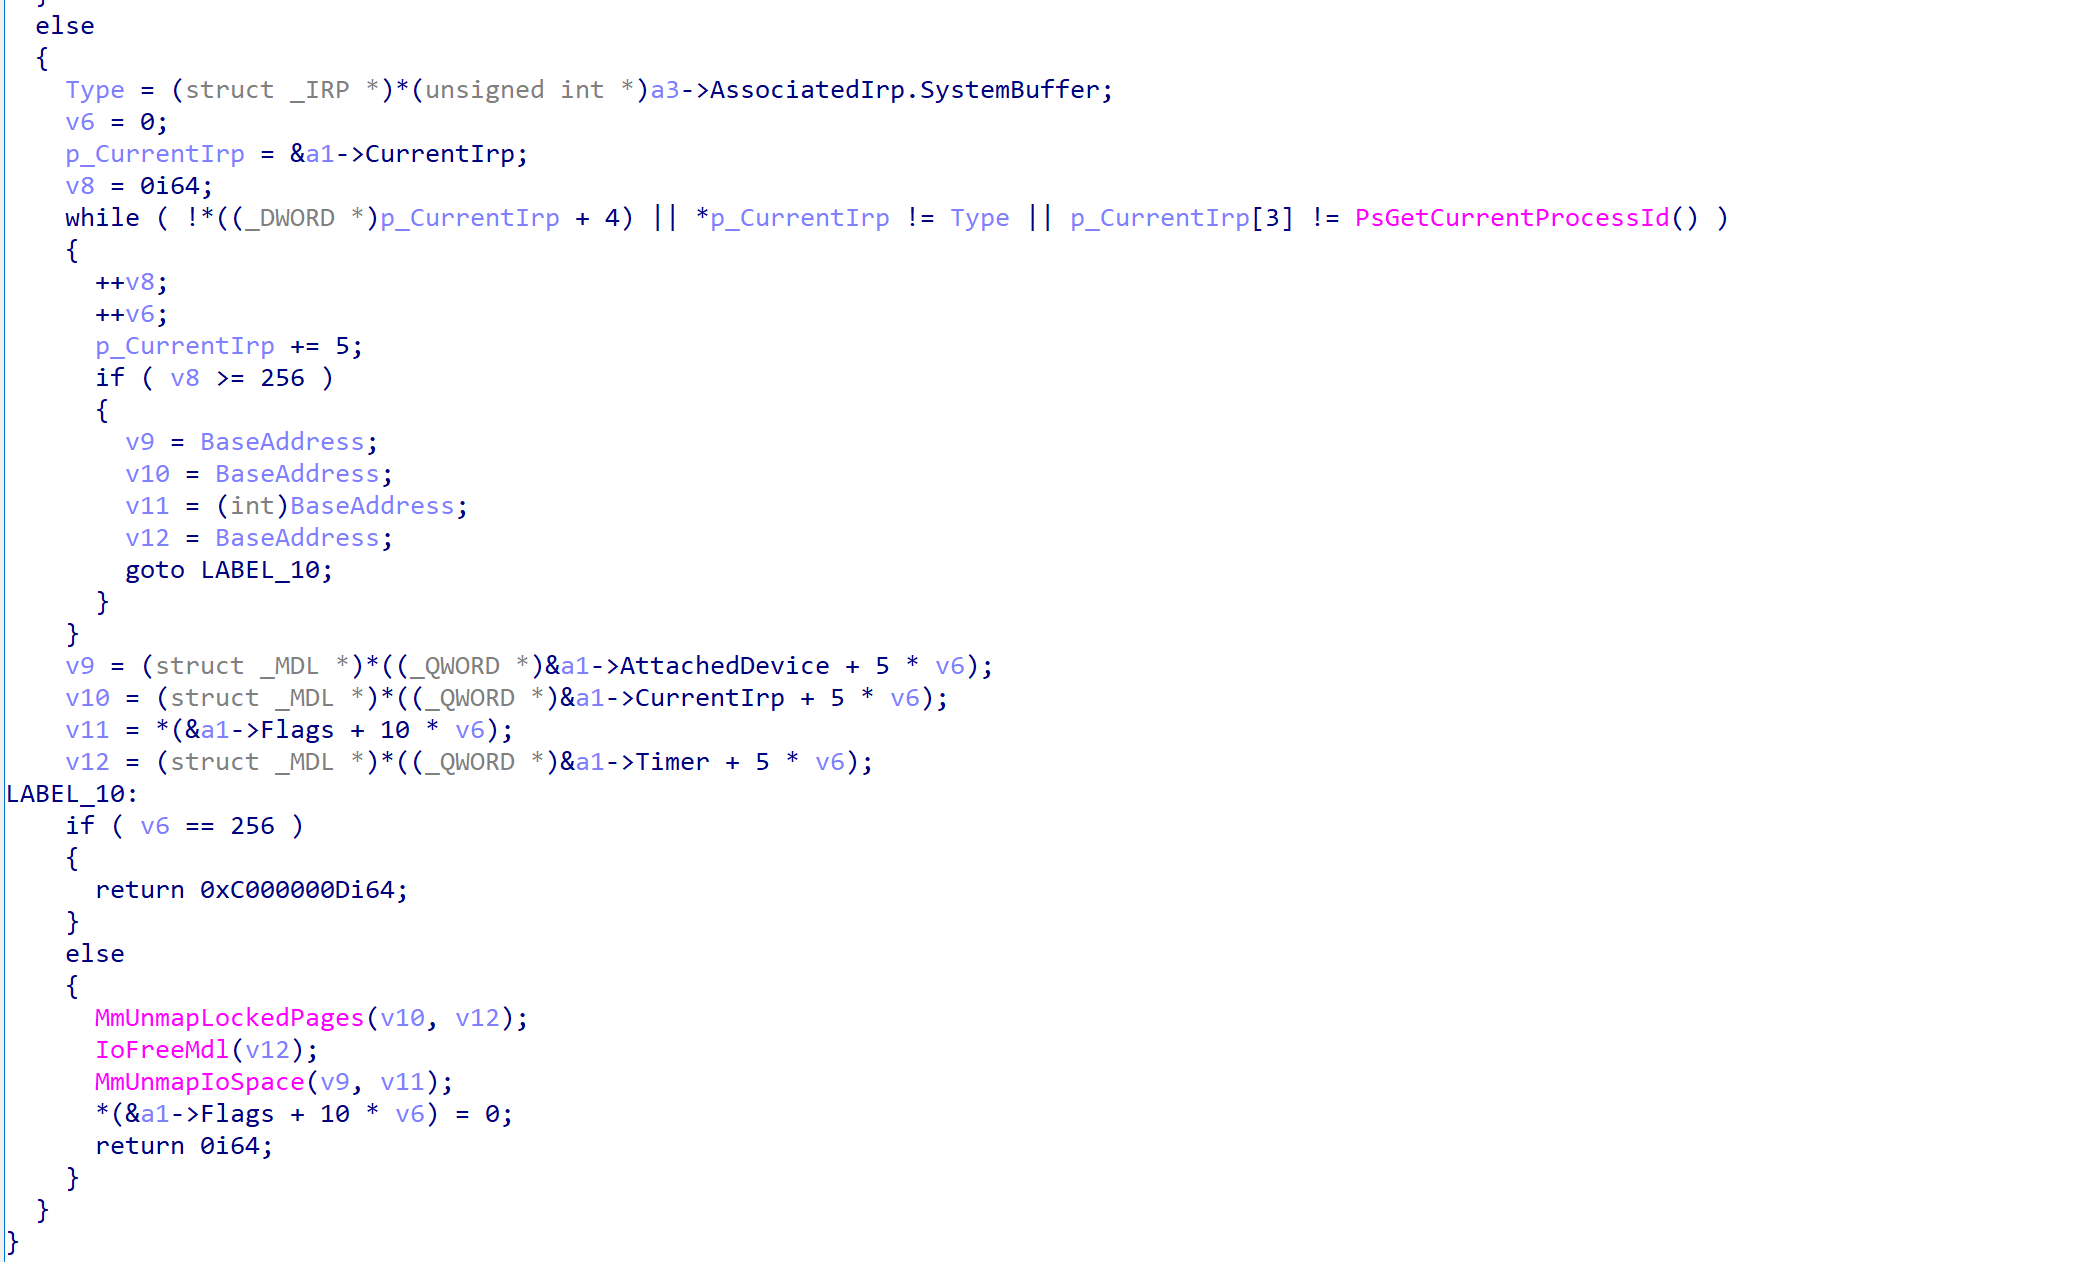 }
else
{
Type = (struct _IRP *)*(unsigned int *)a3->AssociatedIrp.SystemBuffer;
v6 = 0;
p_CurrentIrp = &a1->CurrentIrp;
v8 = 0i64;
while ( !*((_DWORD *)p_CurrentIrp + 4) || *p_CurrentIrp != Type || p_CurrentIrp[3] != PsGetCurrentProcessId() )
{
++v8;
++v6;
p_CurrentIrp += 5;
if ( v8 >= 256 )
{
v9 = BaseAddress;
v10 = BaseAddress;
v11 = (int)BaseAddress;
v12 = BaseAddress;
goto LABEL_10;
}
}
v9 = (struct _MDL *)*((_QWORD *)&a1->AttachedDevice + 5 * v6);
v10 = (struct _MDL *)*((_QWORD *)&a1->CurrentIrp + 5 * v6);
v11 = *(&a1->Flags + 10 * v6);
v12 = (struct _MDL *)*((_QWORD *)&a1->Timer + 5 * v6);
LABEL_10:
if ( v6 == 256 )
{
return 0xC000000Di64;
}
else
{
MmUnmapLockedPages(v10, v12);
IoFreeMdl(v12);
MmUnmapIoSpace(v9, v11);
*(&a1->Flags + 10 * v6) = 0;
return 0i64;
}
}
}